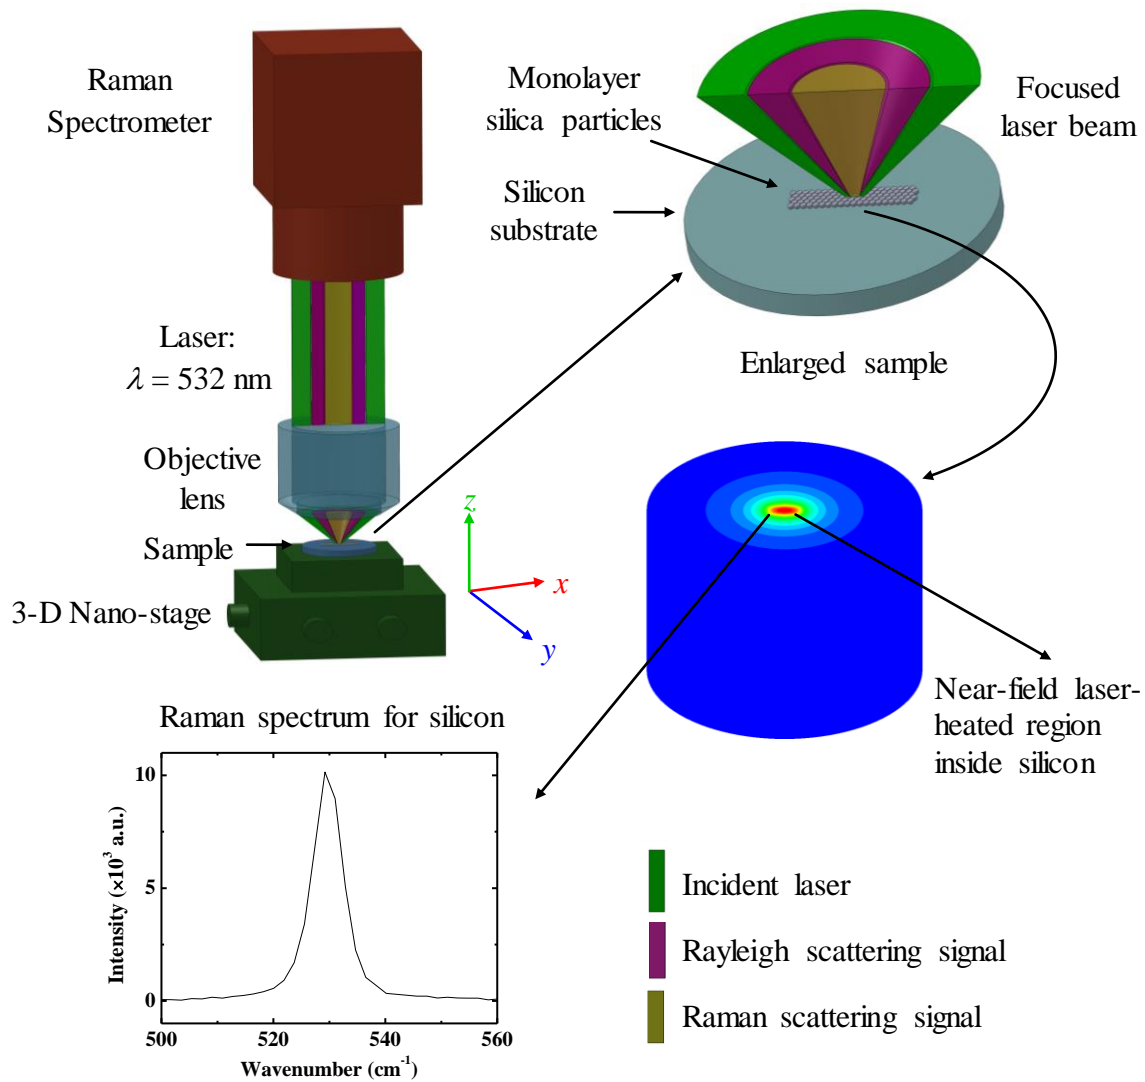 Raman
Spectrometer
Monolayer
silica particles
Focused
laser beam
Silicon
substrate
Laser:
λ = 532 nm
Enlarged sample
Objective
lens
Sample
3-D Nano-stage
z
x
y
Near-field laser-
heated region
inside silicon
Raman spectrum for silicon
10
5
0
Intensity (×10³ a.u.)
500 520 540 560
Wavenumber (cm⁻¹)
Incident laser
Rayleigh scattering signal
Raman scattering signal